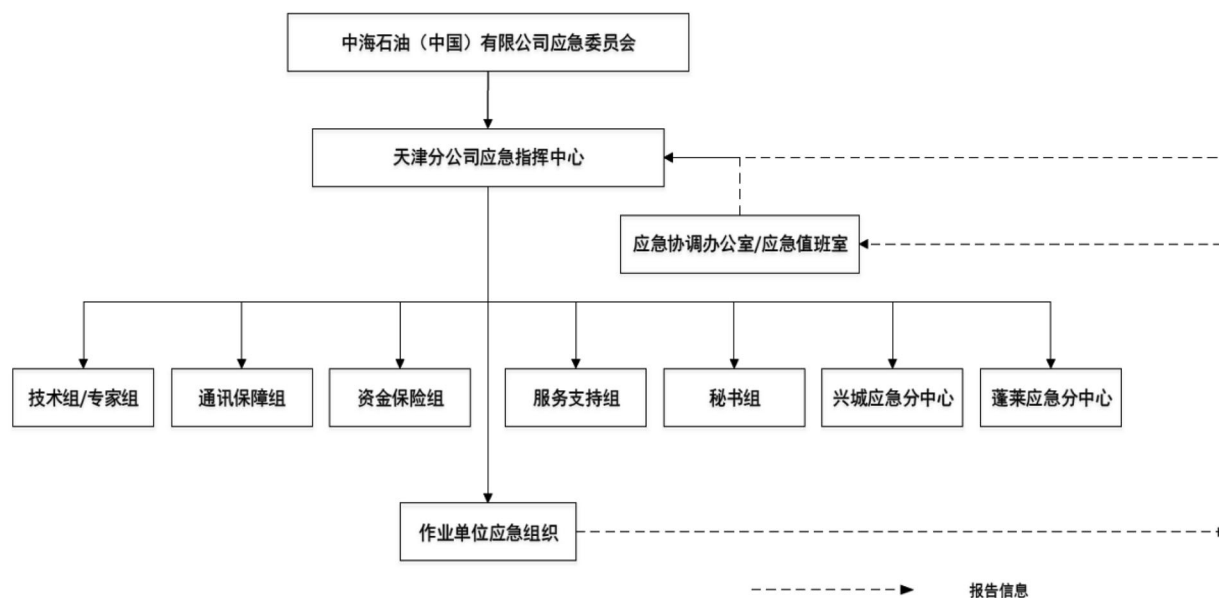 中海石油（中国）有限公司应急委员会
天津分公司应急指挥中心
应急协调办公室/应急值班室
技术组/专家组
通讯保障组
资金保险组
服务支持组
秘书组
兴城应急分中心
蓬莱应急分中心
作业单位应急组织
报告信息